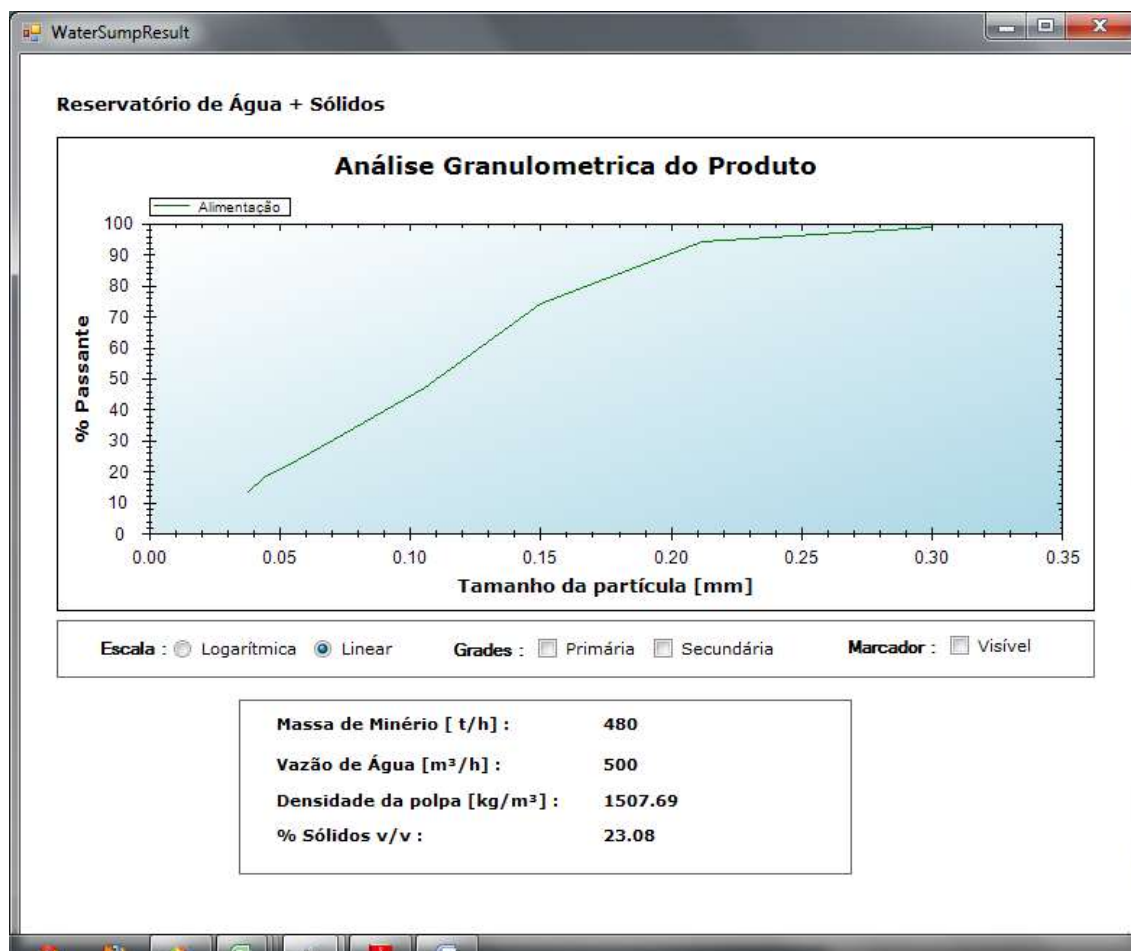 WaterSumpResult
Reservatório de Água + Sólidos
Análise Granulometrica do Produto
Alimentação
100
90
80
70
60
50
40
30
20
10
0
% Passante
0.00 0.05 0.10 0.15 0.20 0.25 0.30 0.35
Tamanho da partícula [mm]
Escala : Logarítmica Linear Grades : Primária Secundária Marcador : Visível
Massa de Minério [ t/h] : 480
Vazão de Água [m³/h] : 500
Densidade da polpa [kg/m³] : 1507.69
% Sólidos v/v : 23.08